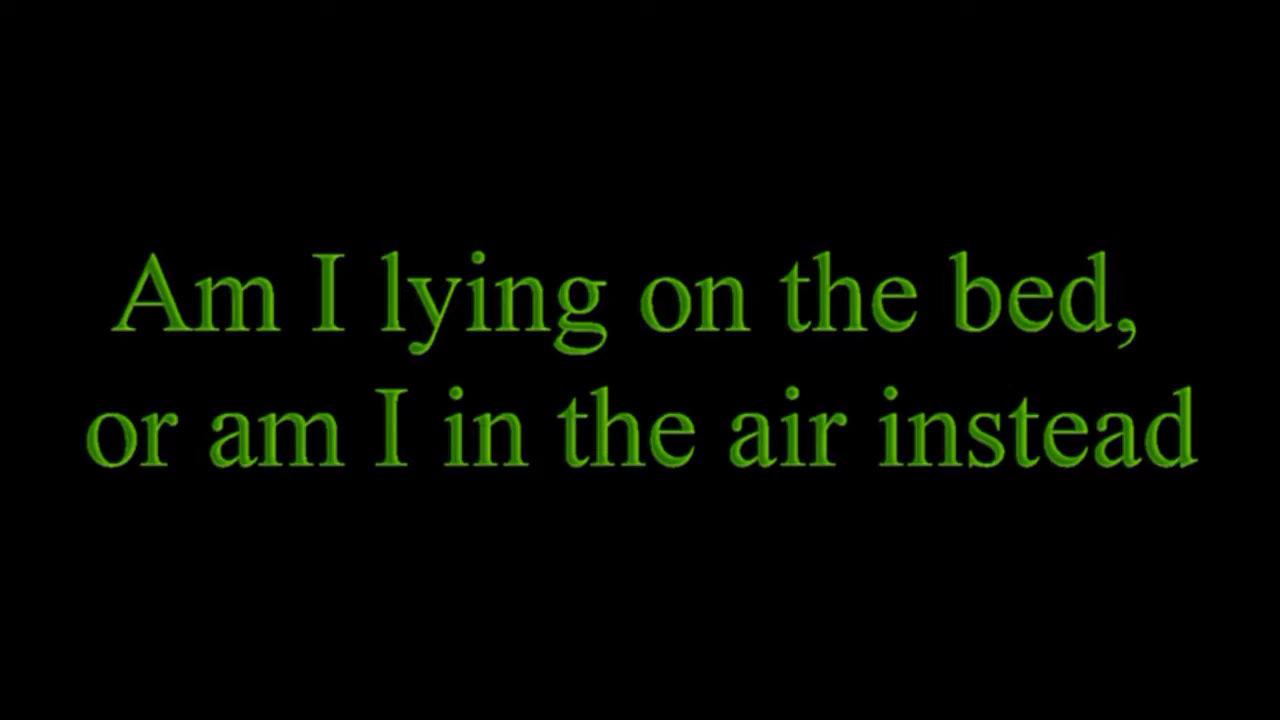 Am I lying on the bed,
or am I in the air instead